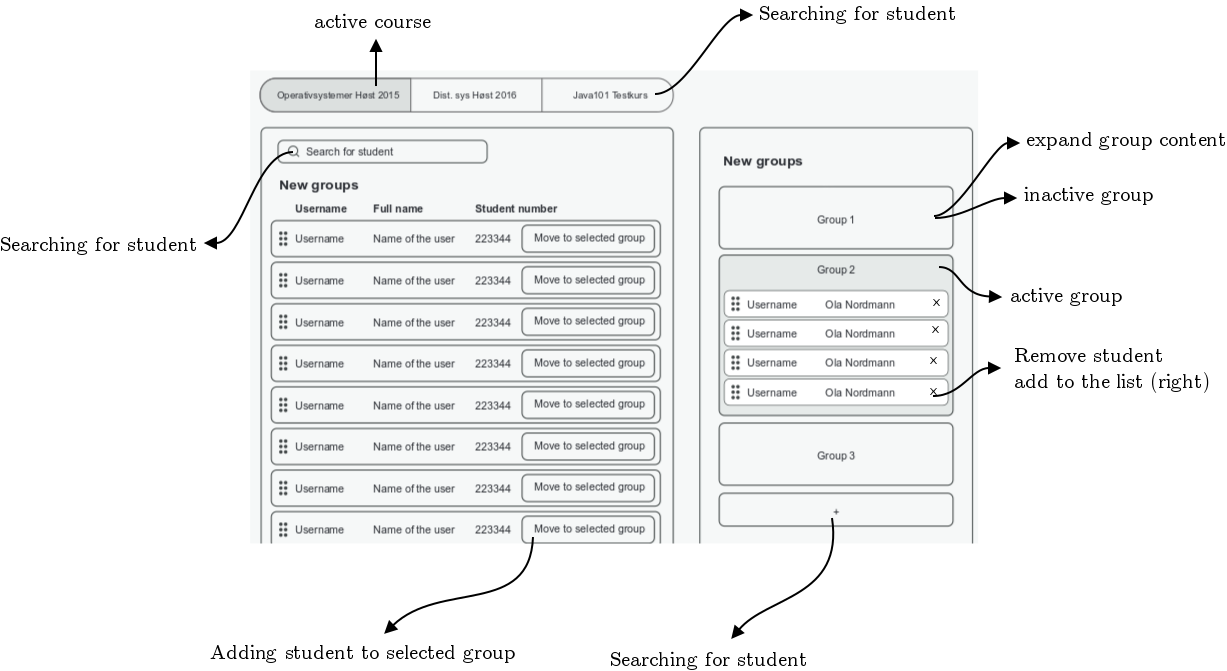 active course
Searching for student
Operativsystemer Høst 2015
Dist. sys Høst 2016
Java101 Testkurs
Search for student
New groups
Username Full name Student number
Username Name of the user 223344 Move to selected group
Username Name of the user 223344 Move to selected group
Username Name of the user 223344 Move to selected group
Username Name of the user 223344 Move to selected group
Username Name of the user 223344 Move to selected group
Username Name of the user 223344 Move to selected group
Username Name of the user 223344 Move to selected group
Username Name of the user 223344 Move to selected group
Searching for student
New groups
Group 1
Group 2
Username Ola Nordmann X
Username Ola Nordmann X
Username Ola Nordmann X
Username Ola Nordmann X
Group 3
+
expand group content
inactive group
active group
Remove student
add to the list (right)
Adding student to selected group
Searching for student